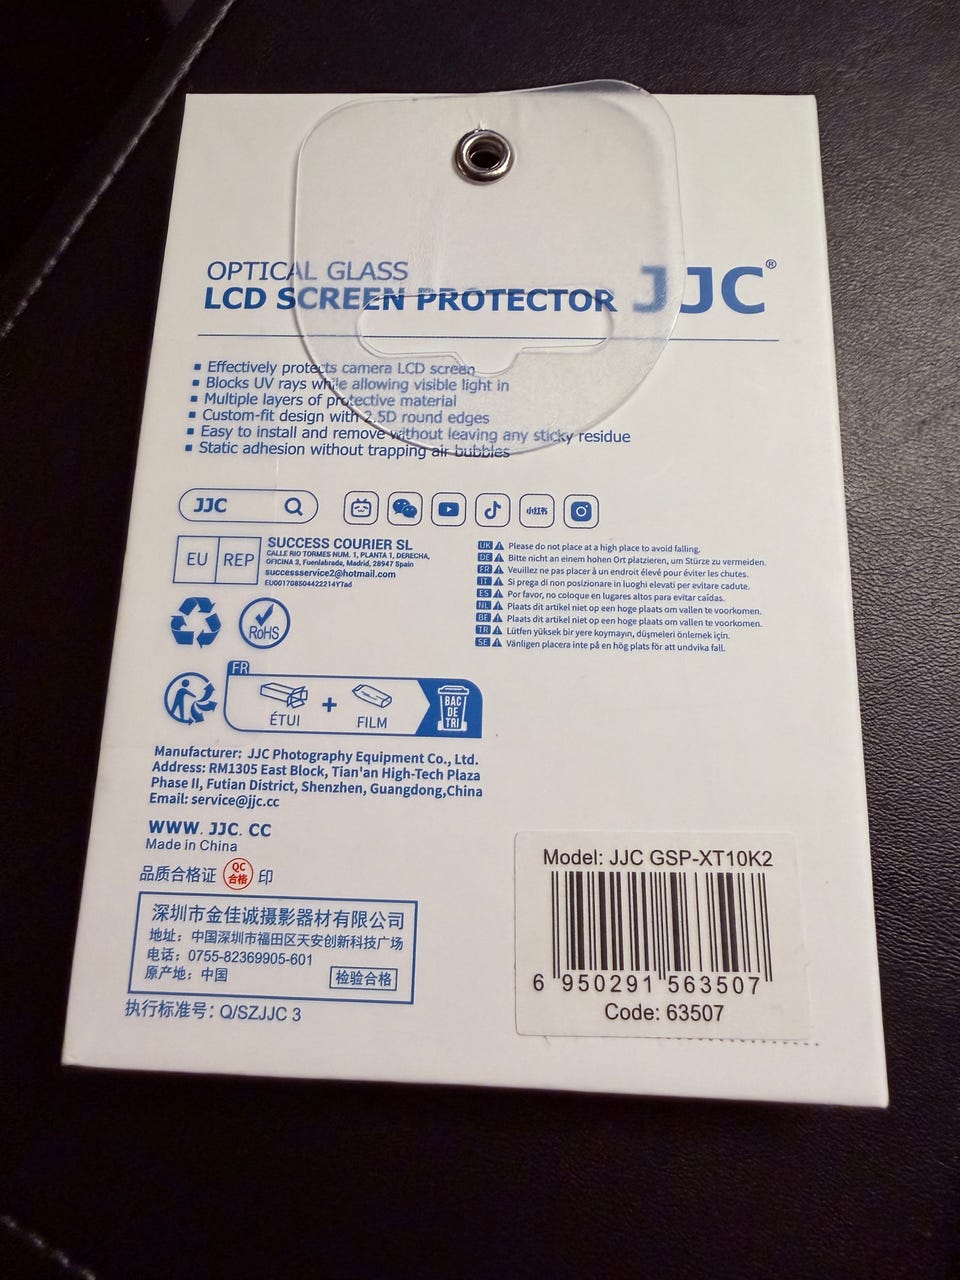 OPTICAL GLASS
LCD SCREEN PROTECTOR
JJC®
Effectively protects camera LCD screen
Blocks UV rays while allowing visible light in
Multiple layers of protective material
Custom-fit design with 2.5D round edges
Easy to install and remove without leaving any sticky residue
Static adhesion without trapping air bubbles
JJC
小红书
EU REP
SUCCESS COURIER SL
CALLE RIO TORMES NUM. 1, PLANTA 1, DERECHA,
OFICINA 3, Fuenlabrada, Madrid, 28947 Spain
successservice2@hotmail.com
EU00170850442214YTad
UK Please do not place at a high place to avoid falling.
DE Bitte nicht an einem hohen Ort platzieren, um Stürze zu vermeiden.
FR Veuillez ne pas placer à un endroit élevé pour éviter les chutes.
IT Si prega di non posizionare in luoghi elevati per evitare cadute.
ES Por favor, no coloque en lugares altos para evitar caídas.
NL Plaats dit artikel niet op een hoge plaats om vallen te voorkomen.
BE Plaats dit artikel niet op een hoge plaats om vallen te voorkomen.
TR Lütfen yüksek bir yere koymayın, düşmeleri önlemek için.
SE Vänligen placera inte på en hög plats för att undvika fall.
RoHS
FR
ÉTUI + FILM
BAC
DE
TRI
Manufacturer: JJC Photography Equipment Co., Ltd.
Address: RM1305 East Block, Tian'an High-Tech Plaza
Phase II, Futian District, Shenzhen, Guangdong,China
Email: service@jjc.cc
WWW. JJC. CC
Made in China
品质合格证 QC 合格 印
深圳市金佳诚摄影器材有限公司
地址：中国深圳市福田区天安创新科技广场
电话：0755-82369905-601
原产地：中国
检验合格
执行标准号：Q/SZJJC 3
Model: JJC GSP-XT10K2
6 950291 563507
Code: 63507